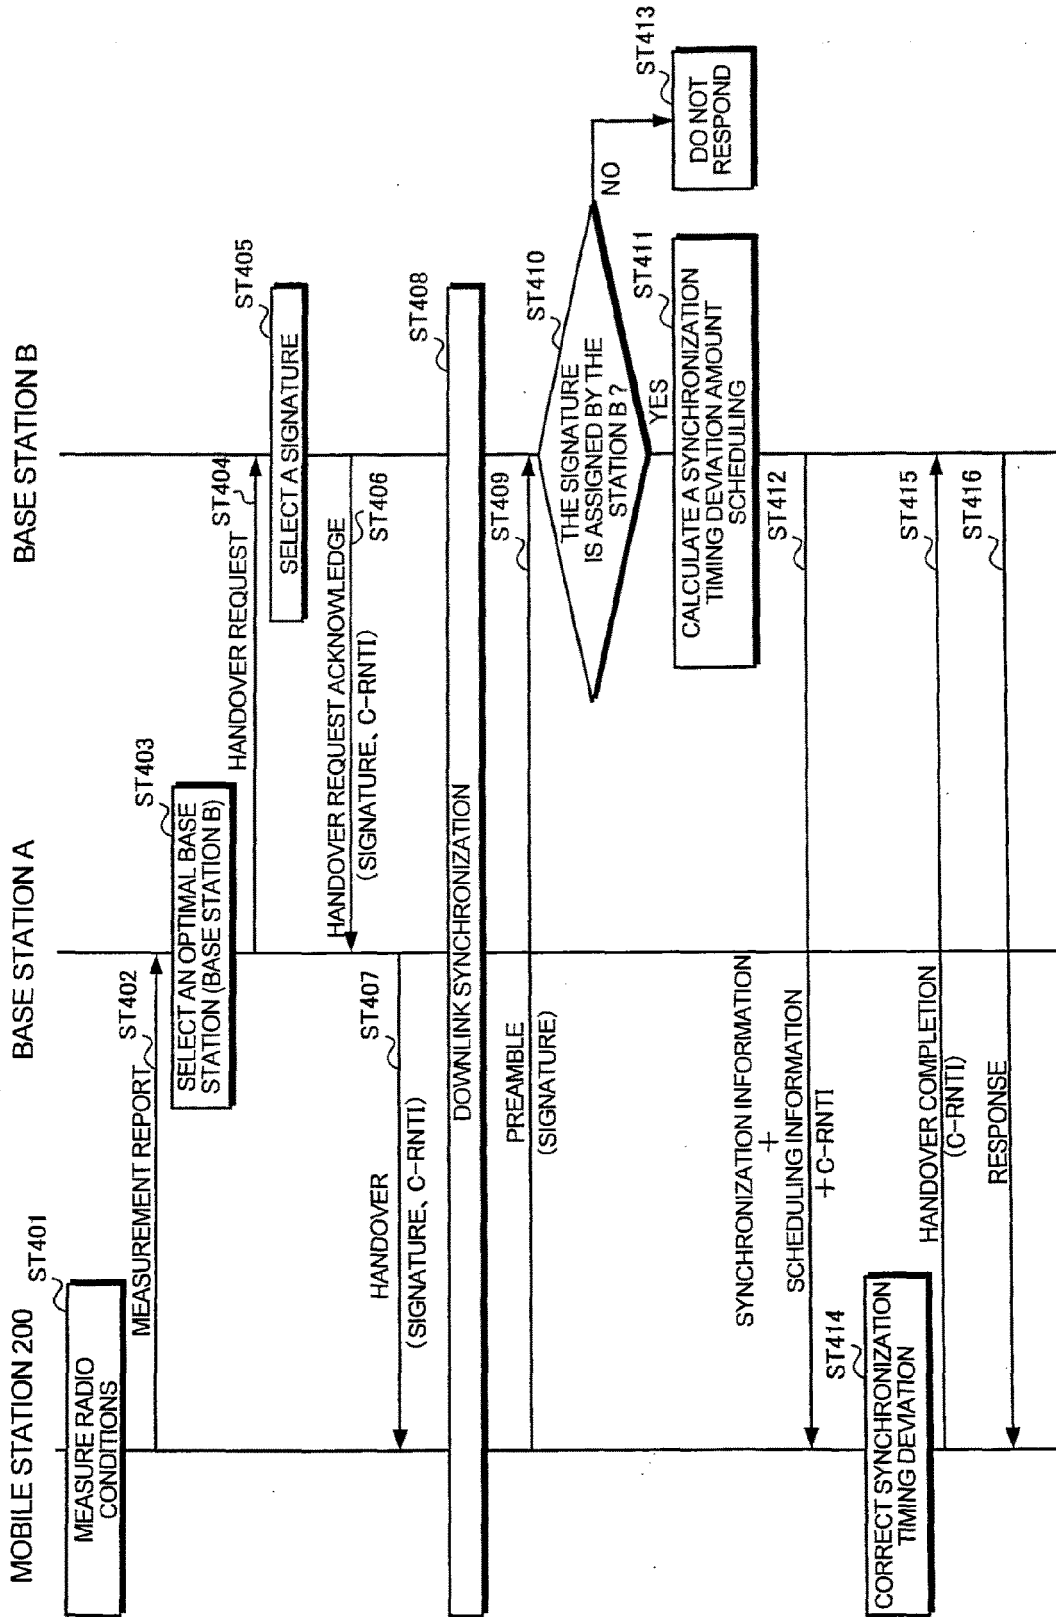 MOBILE STATION 200
BASE STATION A
BASE STATION B
ST401
MEASURE RADIO
CONDITIONS
MEASUREMENT REPORT
ST402
ST403
SELECT AN OPTIMAL BASE
STATION (BASE STATION B)
HANDOVER REQUEST
ST404
ST405
SELECT A SIGNATURE
HANDOVER REQUEST ACKNOWLEDGE
(SIGNATURE、C-RNTI)
ST406
ST407
HANDOVER
(SIGNATURE、C-RNTI)
ST408
DOWNLINK SYNCHRONIZATION
PREAMBLE
(SIGNATURE)
ST409
ST410
THE SIGNATURE
IS ASSIGNED BY THE
STATION B?
NO
ST413
DO NOT
RESPOND
YES
ST411
CALCULATE A SYNCHRONIZATION
TIMING DEVIATION AMOUNT
SCHEDULING
ST412
SYNCHRONIZATION INFORMATION
+
SCHEDULING INFORMATION
+C-RNTI
ST414
CORRECT SYNCHRONIZATION
TIMING DEVIATION
HANDOVER COMPLETION
(C-RNTI)
ST415
RESPONSE
ST416